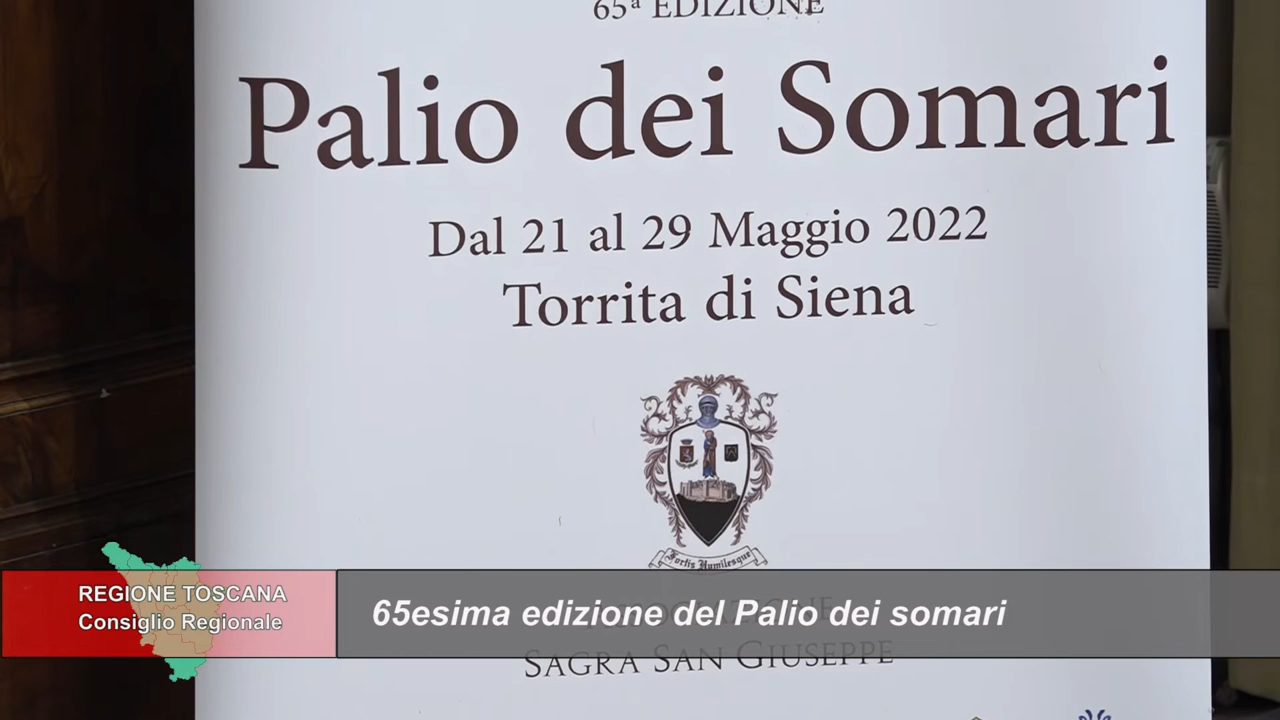 65ª EDIZIONE
Palio dei Somari
Dal 21 al 29 Maggio 2022
Torrita di Siena
Fortis Humilesque
REGIONE TOSCANA
Consiglio Regionale
65esima edizione del Palio dei somari
SAGRA SAN GIUSEPPE